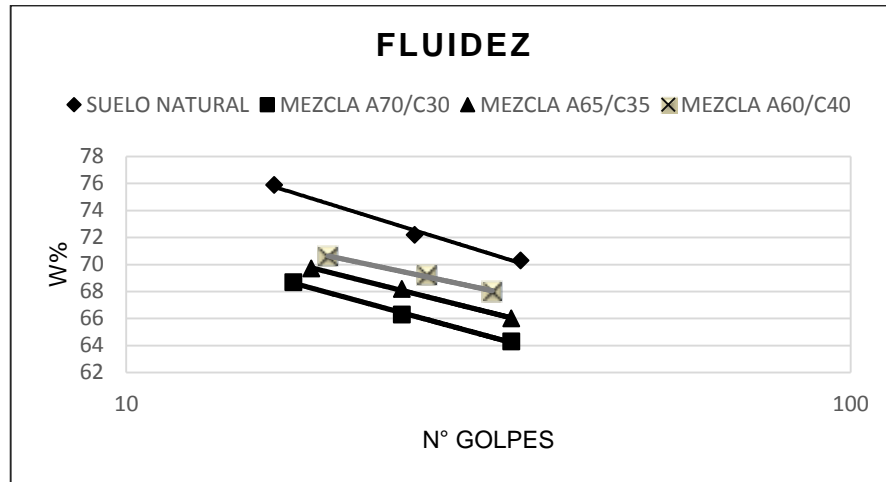 FLUIDEZ
SUELO NATURAL MEZCLA A70/C30 MEZCLA A65/C35 MEZCLA A60/C40
78
76
74
72
70
68
66
64
62
W%
10 100
N° GOLPES